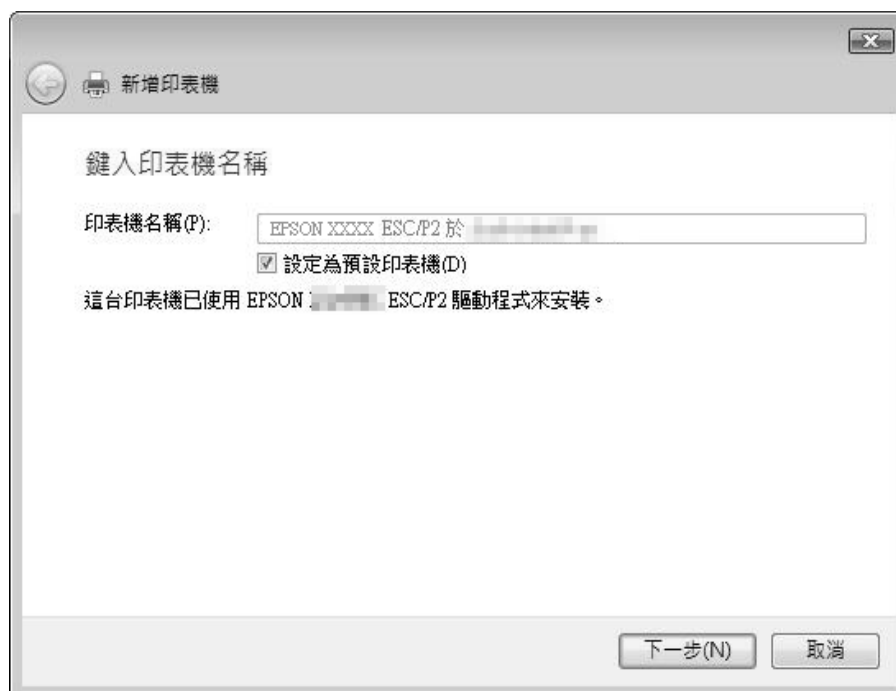 新增印表機
鍵入印表機名稱
印表機名稱(P):
EPSON XXXX ESC/P2 於
設定為預設印表機(D)
這台印表機已使用 EPSON ESC/P2 驅動程式來安裝。
下一步(N)
取消